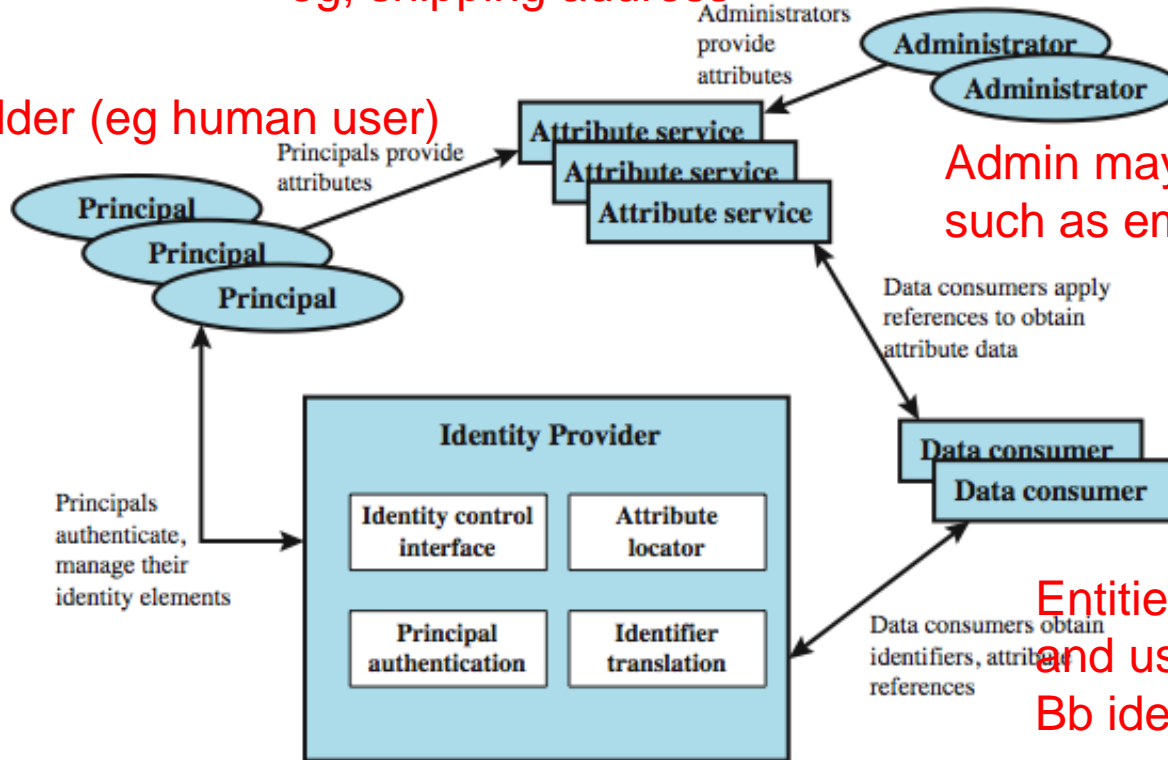 eg, shipping address
Administrators
provide
attributes
Administrator
Administrator
lder (eg human user)
Principals provide
attributes
Attribute service
Attribute service
Attribute service
Admin may
such as em
Principal
Principal
Principal
Data consumers apply
references to obtain
attribute data
Identity Provider
Data consumer
Data consumer
Principals
authenticate,
manage their
identity elements
Identity control
interface
Attribute
locator
Principal
authentication
Identifier
translation
Data consumers obtain
identifiers, attribute
references
Entitie
and us
Bb ide